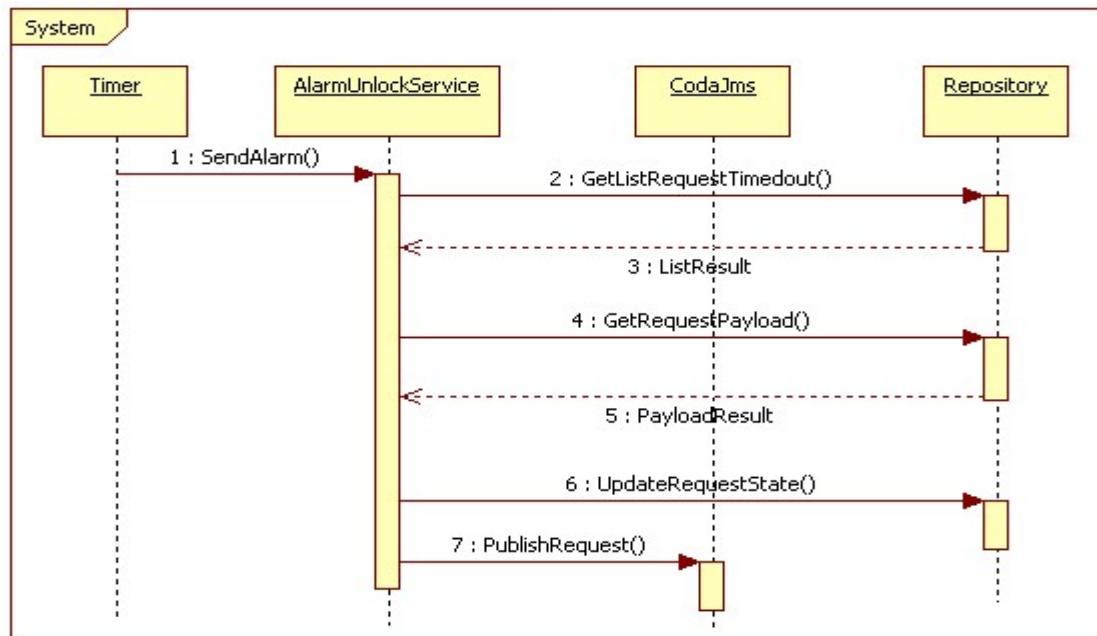 System
Timer
AlarmUnlockService
CodaJms
Repository
1 : SendAlarm()
2 : GetListRequestTimedout()
3 : ListResult
4 : GetRequestPayload()
5 : PayloadResult
6 : UpdateRequestState()
7 : PublishRequest()